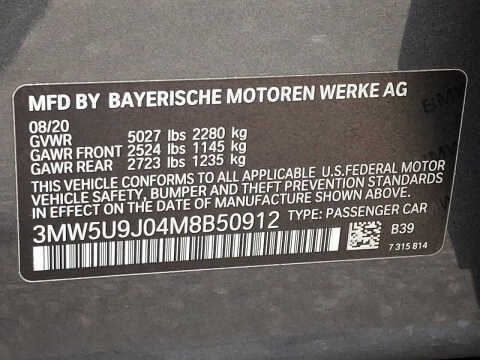 MFD BY BAYERISCHE MOTOREN WERKE AG
08/20
GVWR 5027 lbs 2280 kg
GAWR FRONT 2524 lbs 1145 kg
GAWR REAR 2723 lbs 1235 kg
THIS VEHICLE CONFORMS TO ALL APPLICABLE U.S.FEDERAL MOTOR
VEHICLE SAFETY, BUMPER AND THEFT PREVENTION STANDARDS
IN EFFECT ON THE DATE OF MANUFACTURE SHOWN ABOVE.
3MW5U9J04M8B50912 TYPE: PASSENGER CAR
B39
7 315 814